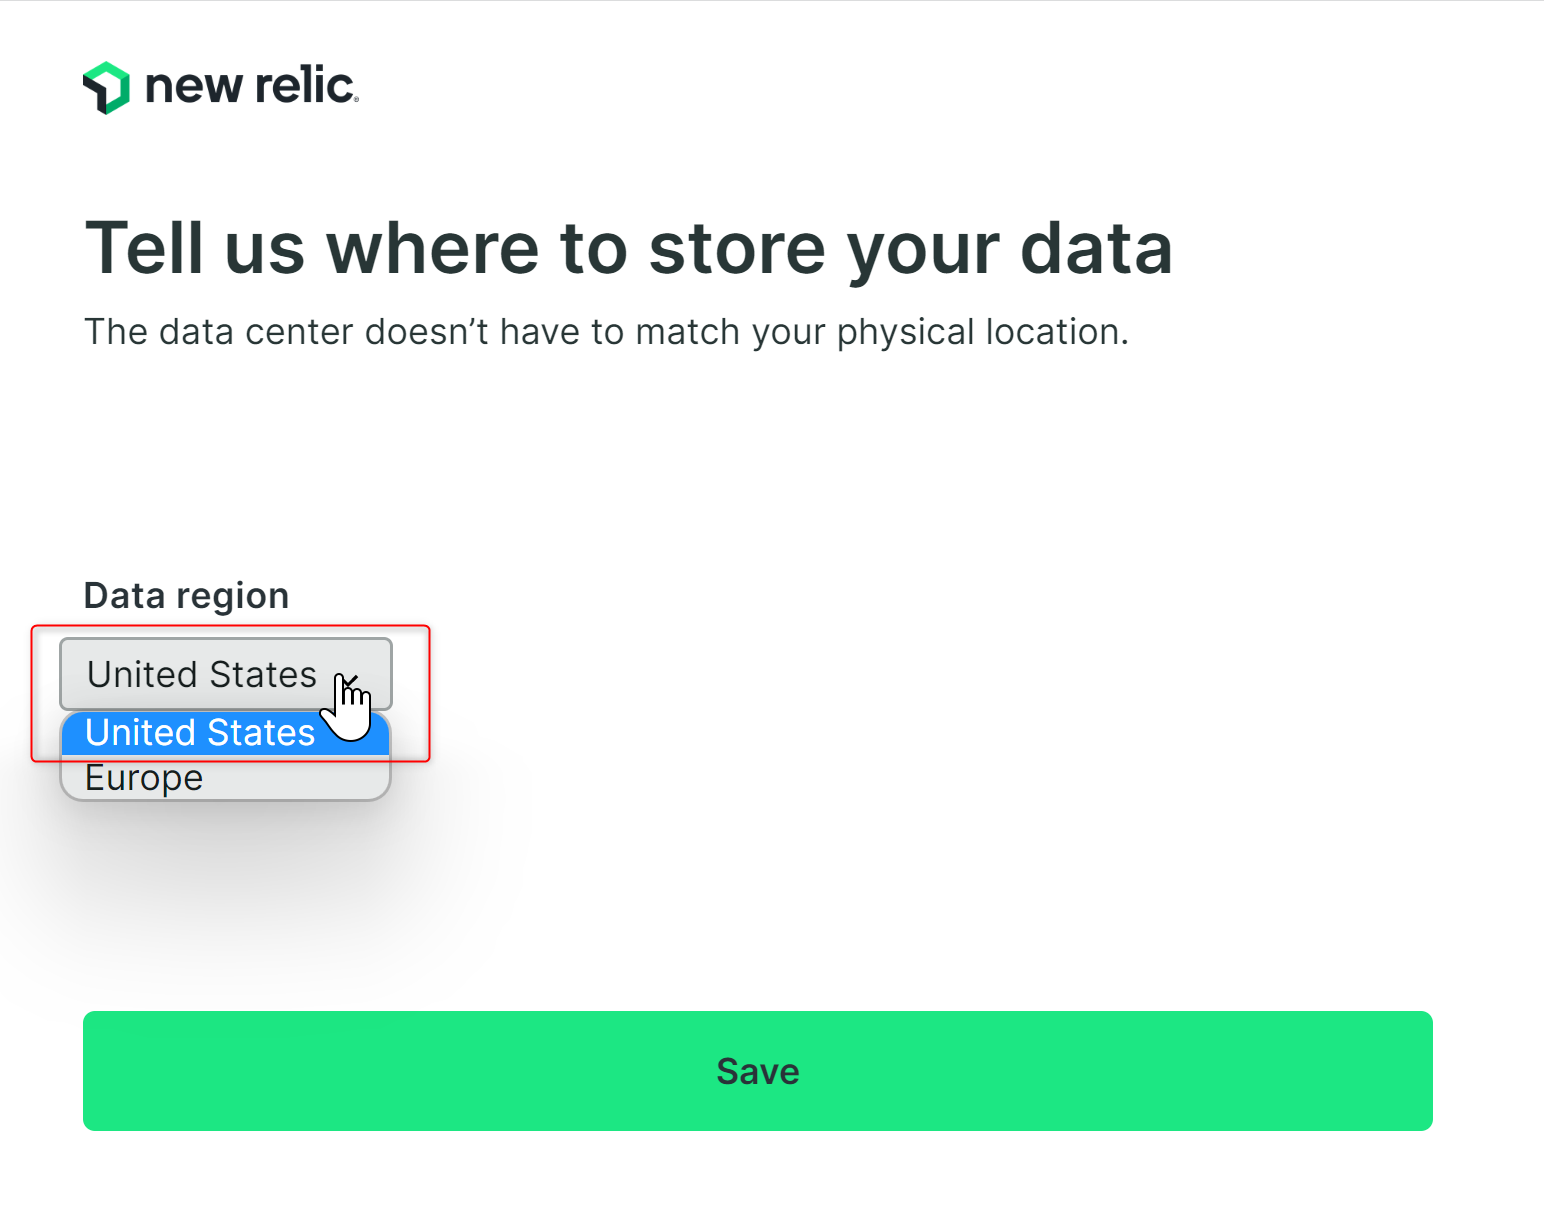 new relic®
Tell us where to store your data
The data center doesn’t have to match your physical location.
Data region
United States
United States
Europe
Save